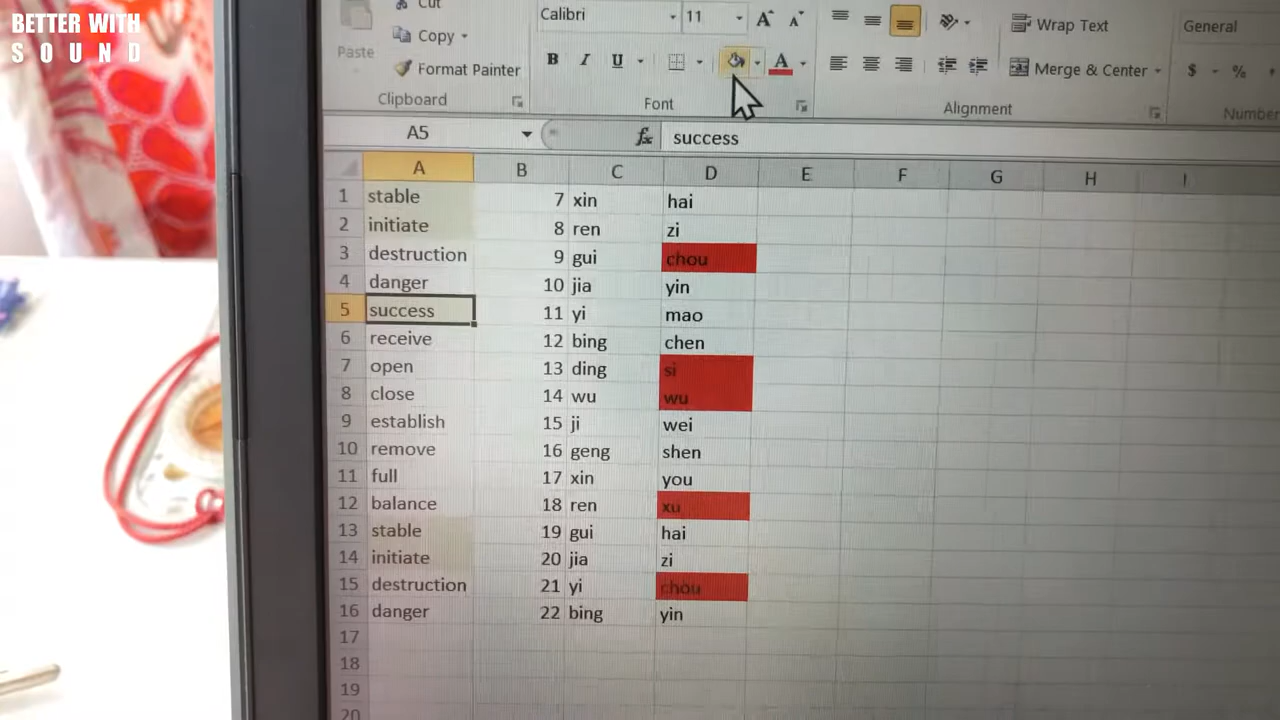 BETTER WITH
SOUND
Cut
Calibri 11 A A Wrap Text General
Paste Copy
Format Painter B I U A Merge & Center $ %
Clipboard Font Alignment Number
A5 fx success
A B C D E F G H I
1 stable 7 xin hai
2 initiate 8 ren zi
3 destruction 9 gui chou
4 danger 10 jia yin
5 success 11 yi mao
6 receive 12 bing chen
7 open 13 ding si
8 close 14 wu wu
9 establish 15 ji wei
10 remove 16 geng shen
11 full 17 xin you
12 balance 18 ren xu
13 stable 19 gui hai
14 initiate 20 jia zi
15 destruction 21 yi chou
16 danger 22 bing yin
17
18
19
20